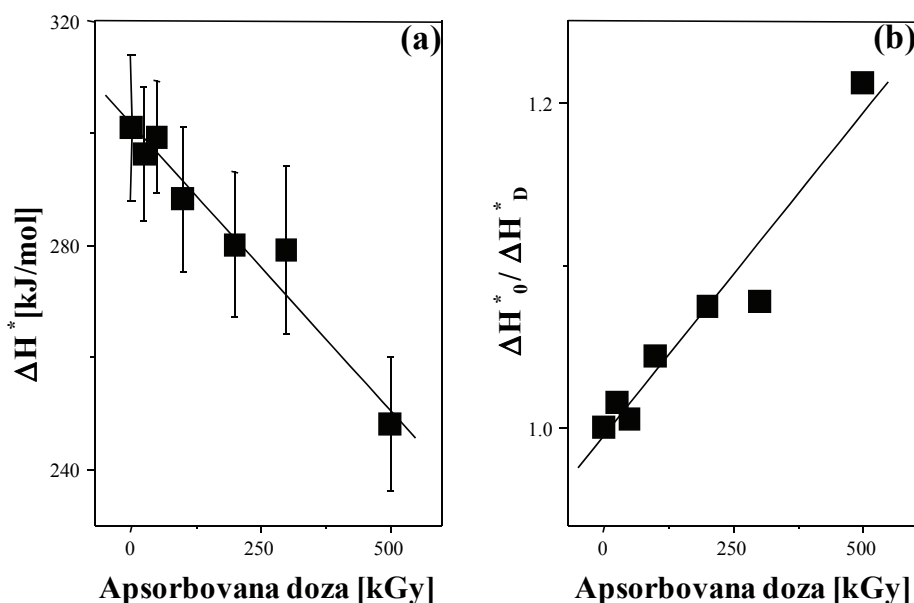 (a)
320
280
240
ΔH*[kJ/mol]
0 250 500
Apsorbovana doza [kGy]
(b)
1.2
1.0
ΔH*0/ ΔH*D
0 250 500
Apsorbovana doza [kGy]